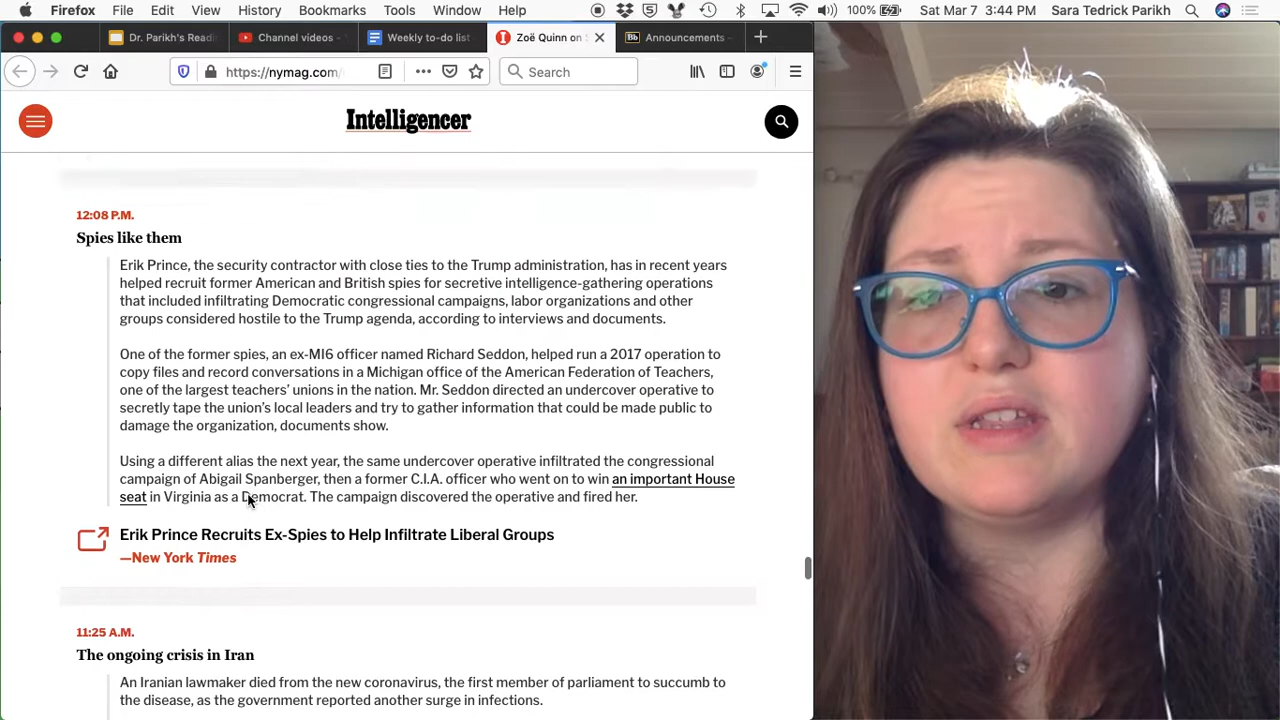 Firefox File Edit View History Bookmarks Tools Window Help 100% Sat Mar 7 3:44 PM Sara Tedrick Parikh
Dr. Parikh's Readi Channel videos - Weekly to-do list Zoë Quinn on Bb Announcements –
https://nymag.com/ Search
Intelligencer
12:08 P.M.
Spies like them
Erik Prince, the security contractor with close ties to the Trump administration, has in recent years
helped recruit former American and British spies for secretive intelligence-gathering operations
that included infiltrating Democratic congressional campaigns, labor organizations and other
groups considered hostile to the Trump agenda, according to interviews and documents.
One of the former spies, an ex-MI6 officer named Richard Seddon, helped run a 2017 operation to
copy files and record conversations in a Michigan office of the American Federation of Teachers,
one of the largest teachers' unions in the nation. Mr. Seddon directed an undercover operative to
secretly tape the union's local leaders and try to gather information that could be made public to
damage the organization, documents show.
Using a different alias the next year, the same undercover operative infiltrated the congressional
campaign of Abigail Spanberger, then a former C.I.A. officer who went on to win an important House
seat in Virginia as a Democrat. The campaign discovered the operative and fired her.
Erik Prince Recruits Ex-Spies to Help Infiltrate Liberal Groups
—New York Times
11:25 A.M.
The ongoing crisis in Iran
An Iranian lawmaker died from the new coronavirus, the first member of parliament to succumb to
the disease, as the government reported another surge in infections.